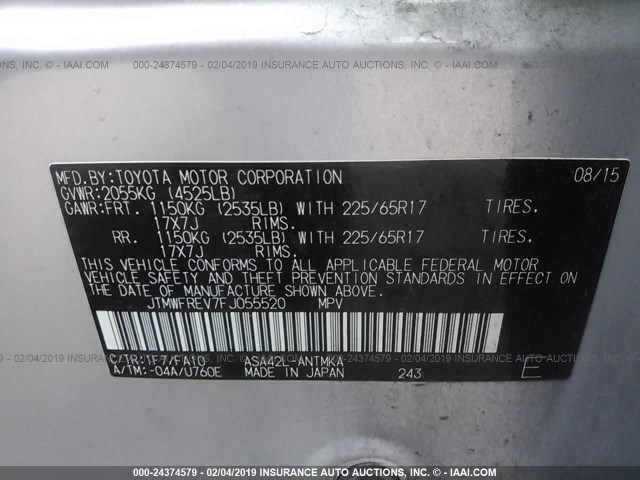 000-24874579 - 02/04/2019 INSURANCE AUTO AUCTIONS, INC. - © IAAI.COM
MFD.BY:TOYOTA MOTOR CORPORATION 08/15
GVWR:2055KG (4525LB)
GAWR:FRT. 1150KG (2535LB) WITH 225/65R17 TIRES.
17X7J RIMS.
RR. 1150KG (2535LB) WITH 225/65R17 TIRES.
17X7J RIMS.
THIS VEHICLE CONFORMS TO ALL APPLICABLE FEDERAL MOTOR
VEHICLE SAFETY AND THEFT PREVENTION STANDARDS IN EFFECT ON
THE DATE OF MANUFACTURE SHOWN ABOVE.
JTMWFREV7FJ055520 MPV
C/TR:1F7/FA10 ASA42L ANTMKA
A/TM:-04A/U760E MADE IN JAPAN 243 E
000-24374579 - 02/04/2019 - INSURANCE AUTO AUCTIONS, INC. - © IAAI.COM